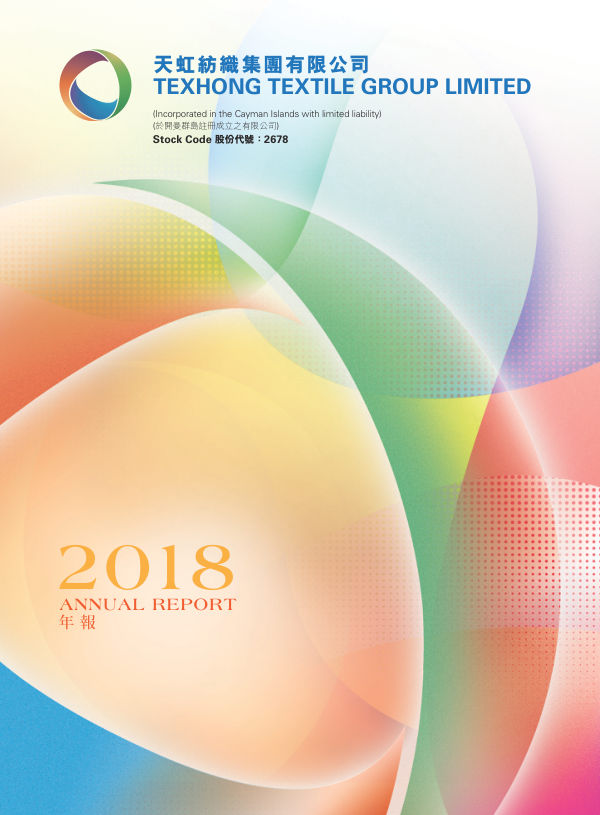 天虹紡織集團有限公司
TEXHONG TEXTILE GROUP LIMITED
(Incorporated in the Cayman Islands with limited liability)
(於開曼群島註冊成立之有限公司)
Stock Code 股份代號：2678
2018
ANNUAL REPORT
年報